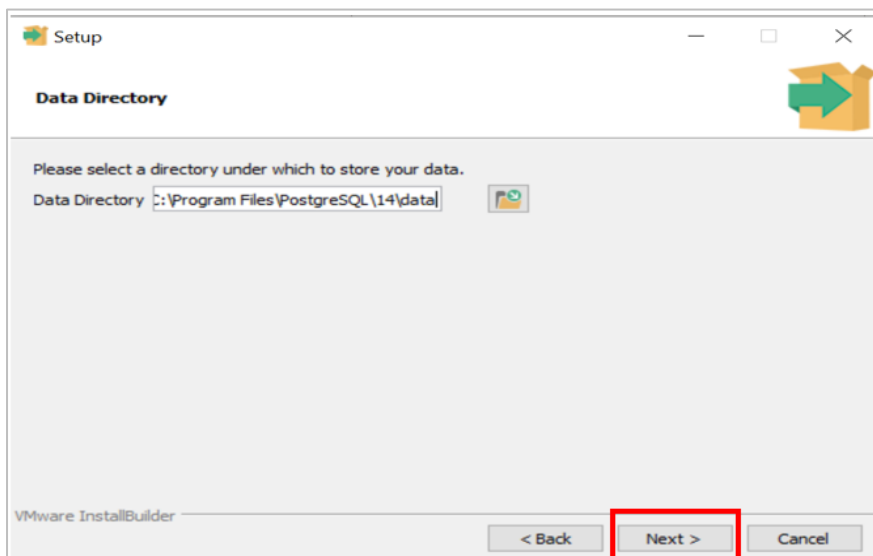 Setup
Data Directory
Please select a directory under which to store your data.
Data Directory :\Program Files\PostgreSQL\14\data
VMware InstallBuilder
< Back Next > Cancel